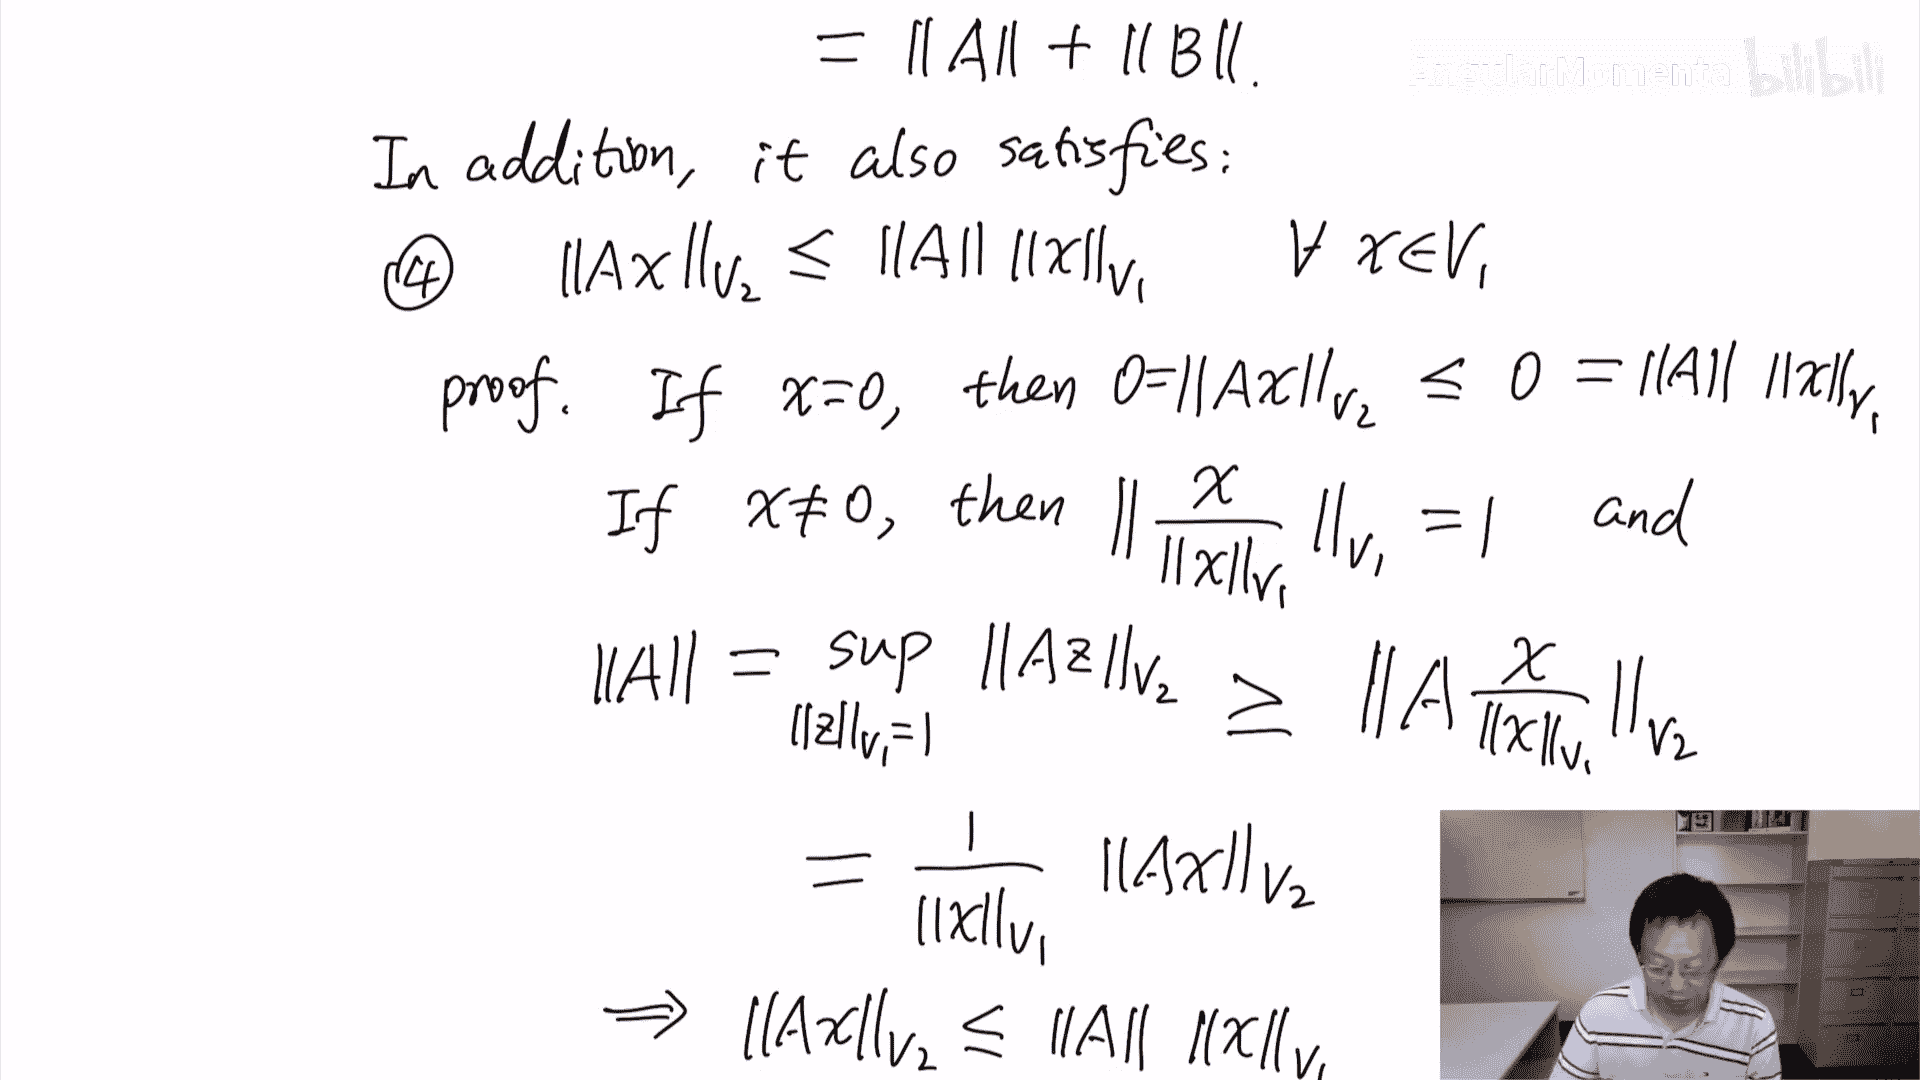 = ||A|| + ||B||.
AngularMomenta bilibili
In addition, it also satisfies:
④ ||Ax||_{V_2} ≤ ||A|| ||x||_{V_1} ∀ x∈V_1
proof. If x=0, then 0=||Ax||_{V_2} ≤ 0 = ||A|| ||x||_{V_1}
If x≠0, then || x/||x||_{V_1} ||_{V_1} = 1 and
||A|| = sup_{||z||_{V_1}=1} ||Az||_{V_2} ≥ ||A x/||x||_{V_1} ||_{V_2}
= 1/||x||_{V_1} ||Ax||_{V_2}
⟹ ||Ax||_{V_2} ≤ ||A|| ||x||_{V_1}